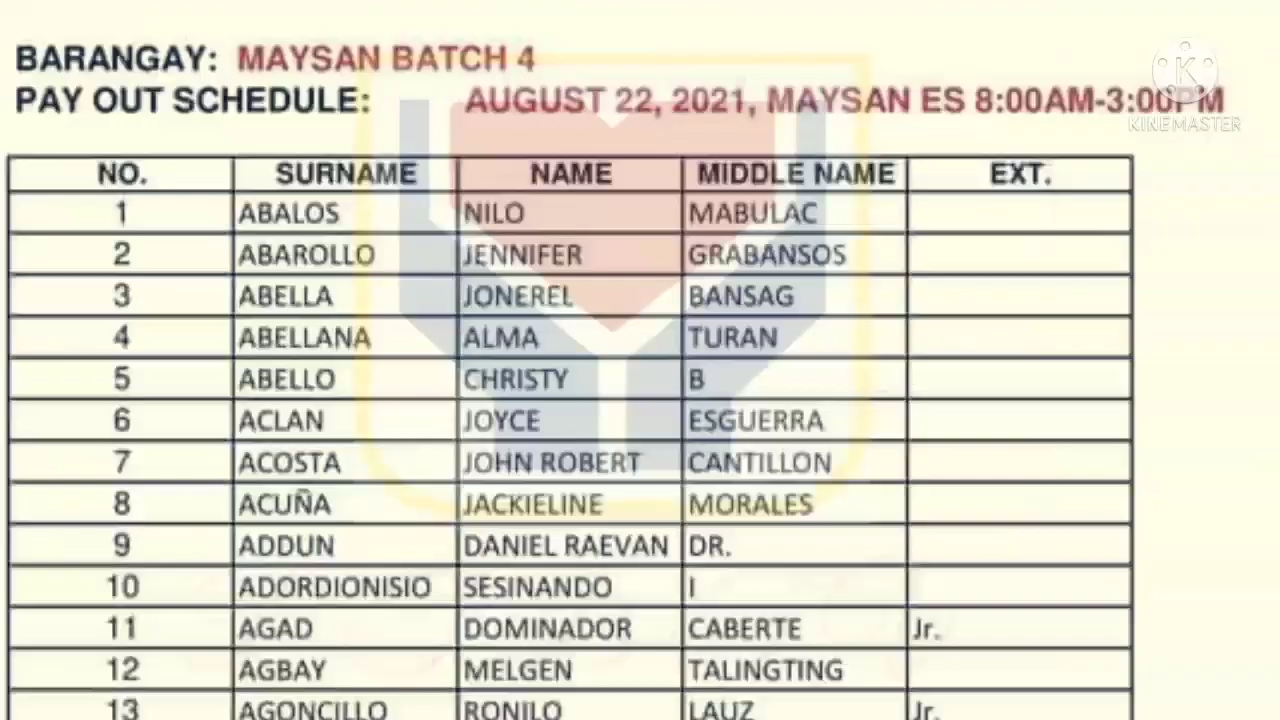 BARANGAY: MAYSAN BATCH 4
PAY OUT SCHEDULE: AUGUST 22, 2021, MAYSAN ES 8:00AM-3:00PM
K
KINEMASTER
NO. SURNAME NAME MIDDLE NAME EXT.
1 ABALOS NILO MABULAC
2 ABAROLLO JENNIFER GRABANSOS
3 ABELLA JONEREL BANSAG
4 ABELLANA ALMA TURAN
5 ABELLO CHRISTY B
6 ACLAN JOYCE ESGUERRA
7 ACOSTA JOHN ROBERT CANTILLON
8 ACUÑA JACKIELINE MORALES
9 ADDUN DANIEL RAEVAN DR.
10 ADORDIONISIO SESINANDO I
11 AGAD DOMINADOR CABERTE Jr.
12 AGBAY MELGEN TALINGTING
13 AGONCILLO RONILO LAUZ Jr.